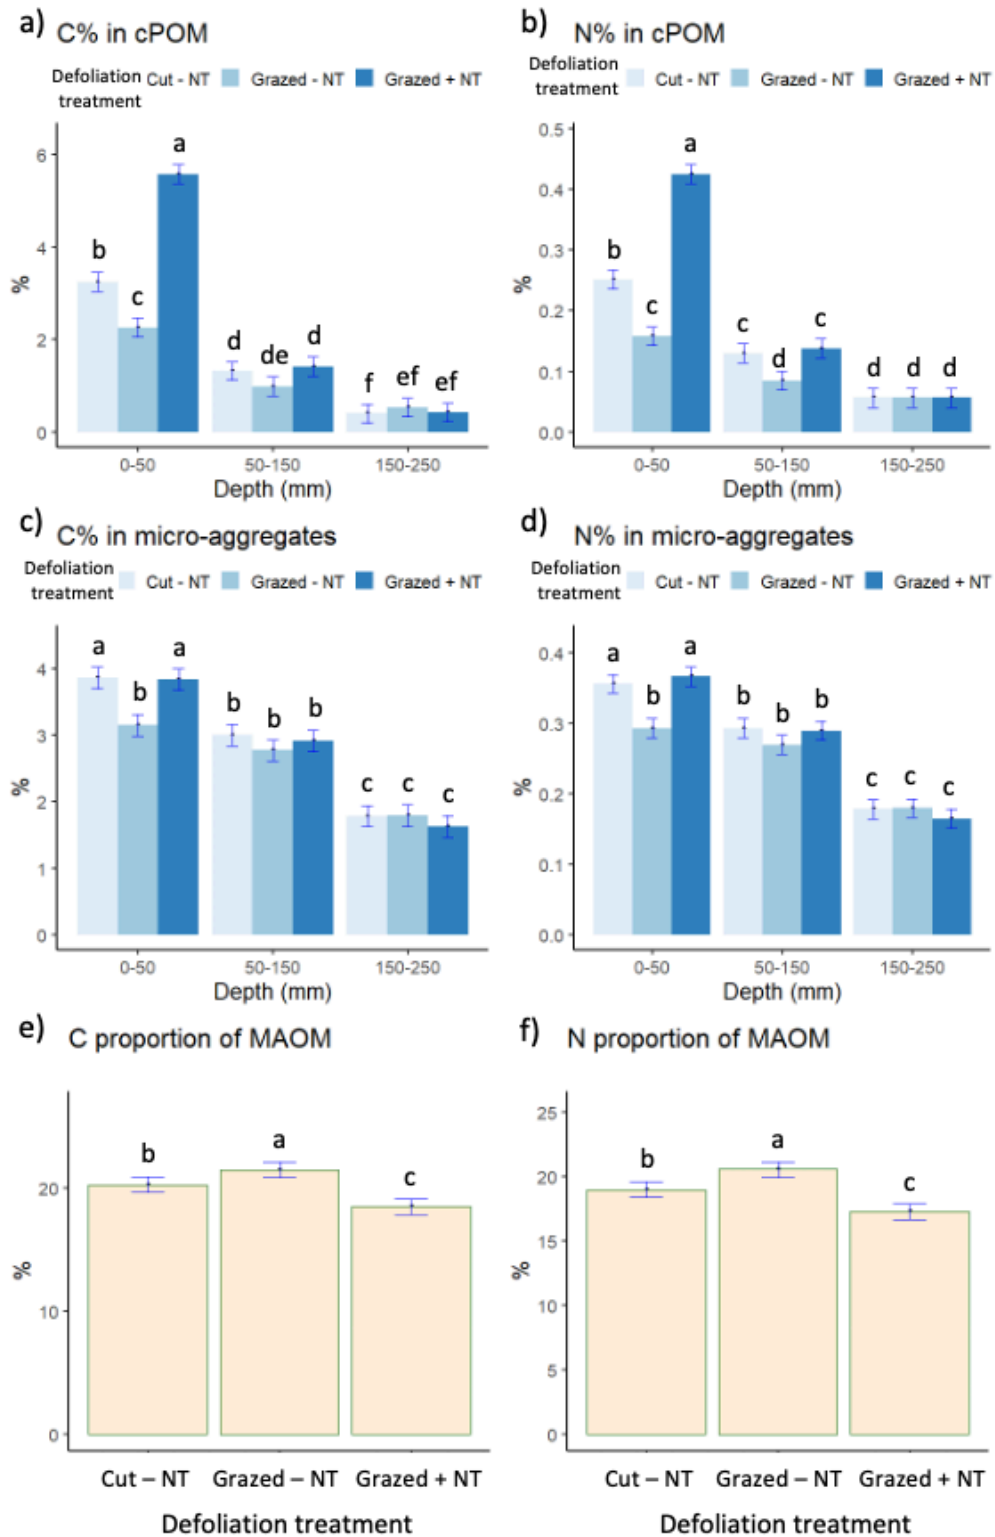 a) C% in cPOM
Defoliation treatment Cut - NT Grazed - NT Grazed + NT
a
b
c
d
de
d
f
ef
ef
6
4
2
0
%
0-50 50-150 150-250
Depth (mm)
b) N% in cPOM
Defoliation treatment Cut - NT Grazed - NT Grazed + NT
a
b
c
c
d
c
d d d
0.5
0.4
0.3
0.2
0.1
0.0
%
0-50 50-150 150-250
Depth (mm)
c) C% in micro-aggregates
Defoliation treatment Cut - NT Grazed - NT Grazed + NT
a
b
a
b
b
b
c c c
4
3
2
1
0
%
0-50 50-150 150-250
Depth (mm)
d) N% in micro-aggregates
Defoliation treatment Cut - NT Grazed - NT Grazed + NT
a
b
a
b
b
b
c c c
0.4
0.3
0.2
0.1
0.0
%
0-50 50-150 150-250
Depth (mm)
e) C proportion of MAOM
b
a
c
20
10
0
%
Cut – NT Grazed – NT Grazed + NT
Defoliation treatment
f) N proportion of MAOM
b
a
c
25
20
15
10
5
0
%
Cut – NT Grazed – NT Grazed + NT
Defoliation treatment